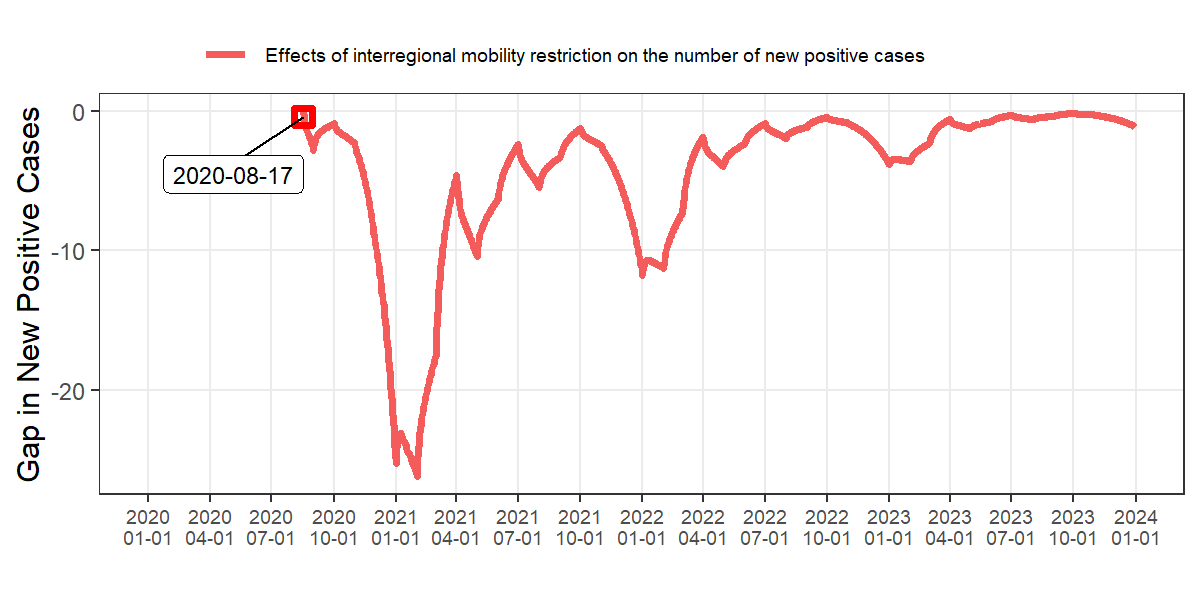 Effects of interregional mobility restriction on the number of new positive cases
Gap in New Positive Cases
0
-10
-20
2020-08-17
2020 2020 2020 2020 2021 2021 2021 2021 2022 2022 2022 2022 2023 2023 2023 2023 2024
01-01 04-01 07-01 10-01 01-01 04-01 07-01 10-01 01-01 04-01 07-01 10-01 01-01 04-01 07-01 10-01 01-01